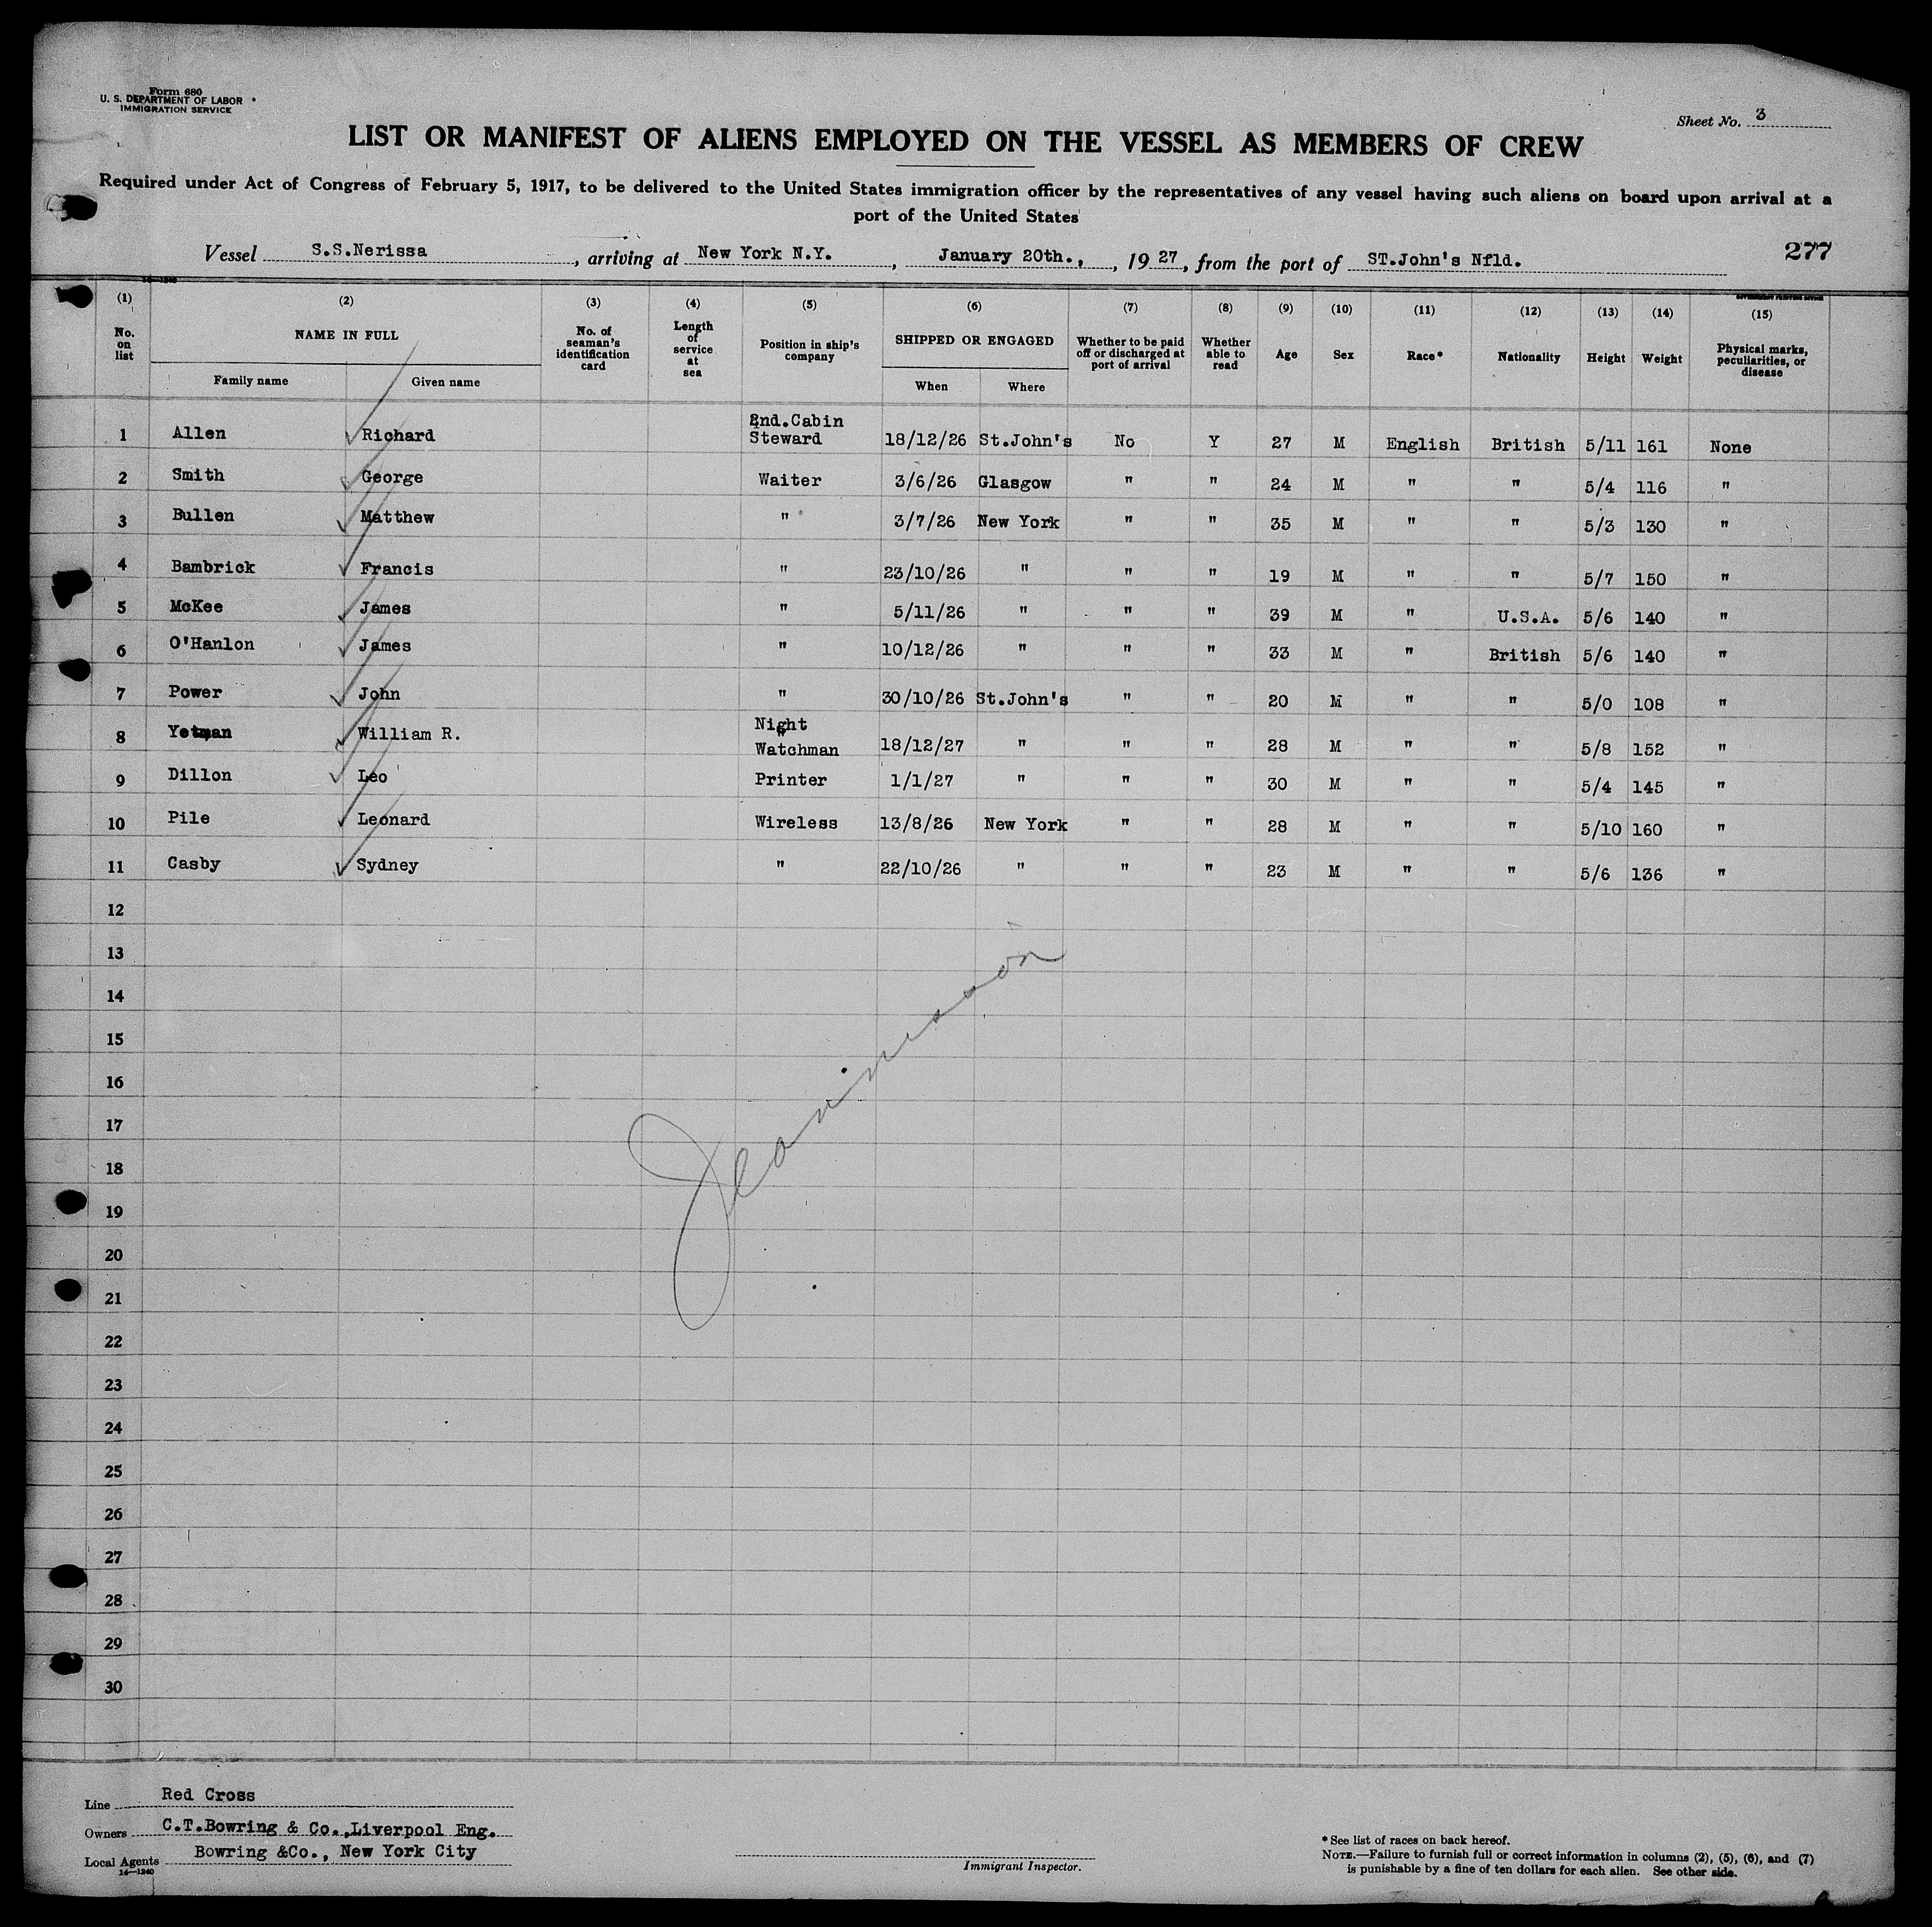 Form 680
U. S. DEPARTMENT OF LABOR
IMMIGRATION SERVICE
Sheet No. 3
LIST OR MANIFEST OF ALIENS EMPLOYED ON THE VESSEL AS MEMBERS OF CREW
Required under Act of Congress of February 5, 1917, to be delivered to the United States immigration officer by the representatives of any vessel having such aliens on board upon arrival at a
port of the United States
Vessel S.S.Nerissa, arriving at New York N.Y., January 20th., , 1927, from the port of ST.John's Nfld. 277
(1) (2) (3) (4) (5) (6) (7) (8) (9) (10) (11) (12) (13) (14) (15)
No. on list NAME IN FULL Family name Given name No. of seaman's identification card Length of service at sea Position in ship's company SHIPPED OR ENGAGED When Where Whether to be paid off or discharged at port of arrival Whether able to read Age Sex Race* Nationality Height Weight Physical marks, peculiarities, or disease
1 Allen Richard 2nd.Cabin Steward 18/12/26 St.John's No Y 27 M English British 5/11 161 None
2 Smith George Waiter 3/6/26 Glasgow " " 24 M " " 5/4 116 "
3 Bullen Matthew " 3/7/26 New York " " 35 M " " 5/3 130 "
4 Bambrick Francis " 23/10/26 " " " 19 M " " 5/7 150 "
5 McKee James " 5/11/26 " " " 39 M " U.S.A. 5/6 140 "
6 O'Hanlon James " 10/12/26 " " " 33 M " British 5/6 140 "
7 Power John " 30/10/26 St.John's " " 20 M " " 5/0 108 "
8 Yetman William R. Night Watchman 18/12/27 " " " 28 M " " 5/8 152 "
9 Dillon Leo Printer 1/1/27 " " " 30 M " " 5/4 145 "
10 Pile Leonard Wireless 13/8/26 New York " " 28 M " " 5/10 160 "
11 Casby Sydney " 22/10/26 " " " 23 M " " 5/6 136 "
12
13
14
15
16
17
18
19
20
21
22
23
24
25
26
27
28
29
30
Line Red Cross
Owners C.T.Bowring & Co.,Liverpool Eng.
Local Agents Bowring &Co., New York City
14—1240
Immigrant Inspector.
* See list of races on back hereof.
NOTE.—Failure to furnish full or correct information in columns (2), (5), (6), and (7)
is punishable by a fine of ten dollars for each alien. See other side.